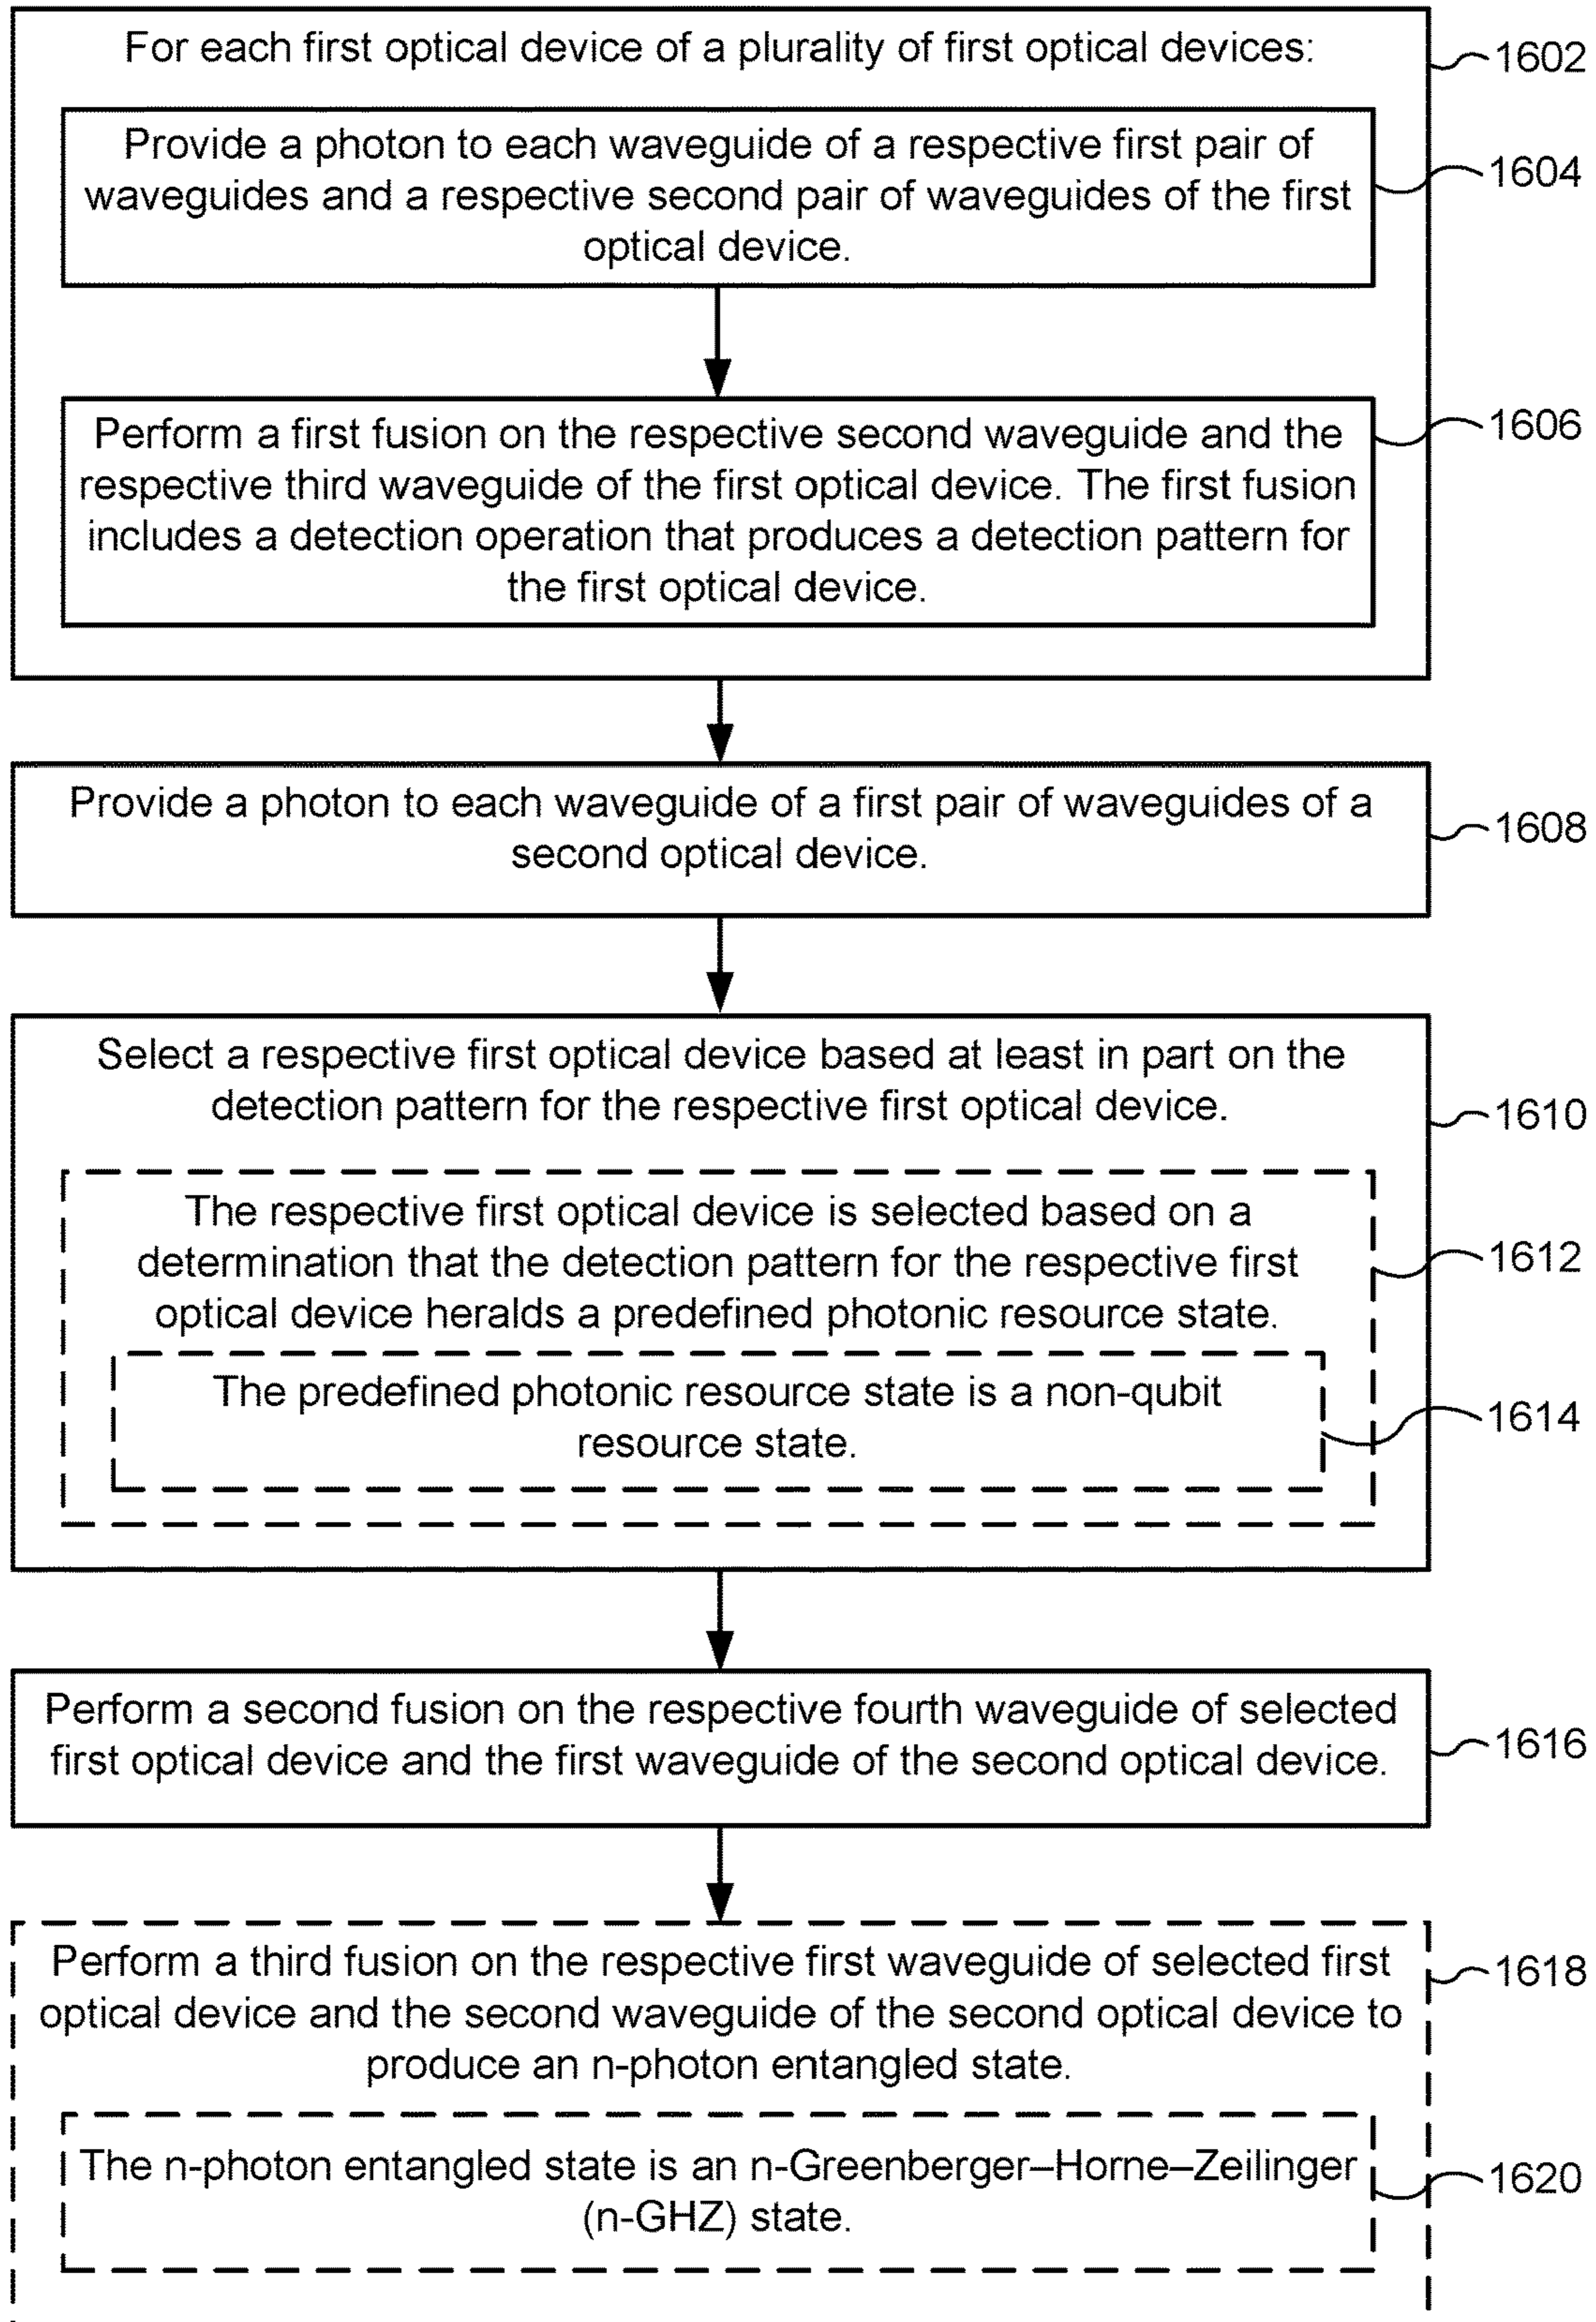 For each first optical device of a plurality of first optical devices:
1602
Provide a photon to each waveguide of a respective first pair of
waveguides and a respective second pair of waveguides of the first
optical device.
1604
Perform a first fusion on the respective second waveguide and the
respective third waveguide of the first optical device. The first fusion
includes a detection operation that produces a detection pattern for
the first optical device.
1606
Provide a photon to each waveguide of a first pair of waveguides of a
second optical device.
1608
Select a respective first optical device based at least in part on the
detection pattern for the respective first optical device.
1610
The respective first optical device is selected based on a
determination that the detection pattern for the respective first
optical device heralds a predefined photonic resource state.
1612
The predefined photonic resource state is a non-qubit
resource state.
1614
Perform a second fusion on the respective fourth waveguide of selected
first optical device and the first waveguide of the second optical device.
1616
Perform a third fusion on the respective first waveguide of selected first
optical device and the second waveguide of the second optical device to
produce an n-photon entangled state.
1618
The n-photon entangled state is an n-Greenberger–Horne–Zeilinger
(n-GHZ) state.
1620